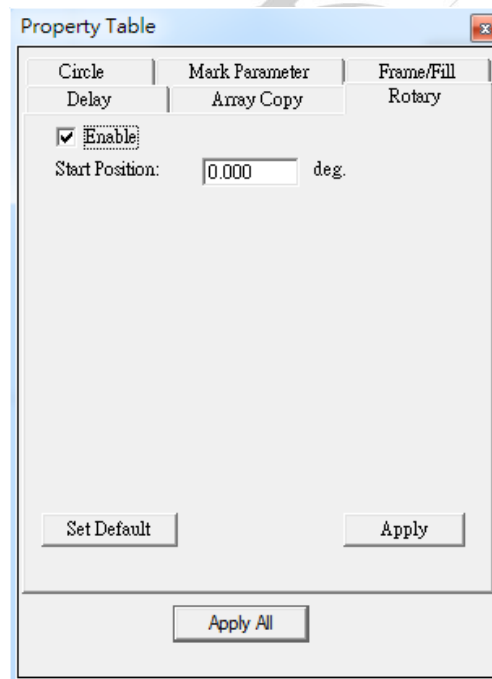 Property Table
Circle Mark Parameter Frame/Fill
Delay Array Copy Rotary
Enable
Start Position: 0.000 deg.
Set Default Apply
Apply All